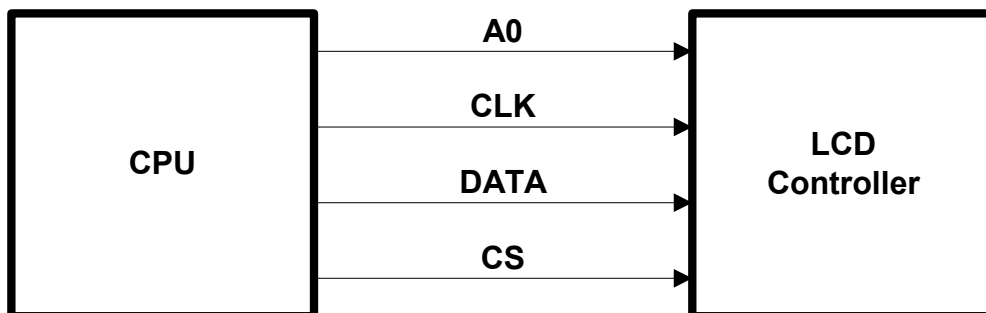 A0
CLK
CPU
LCD
Controller
DATA
CS